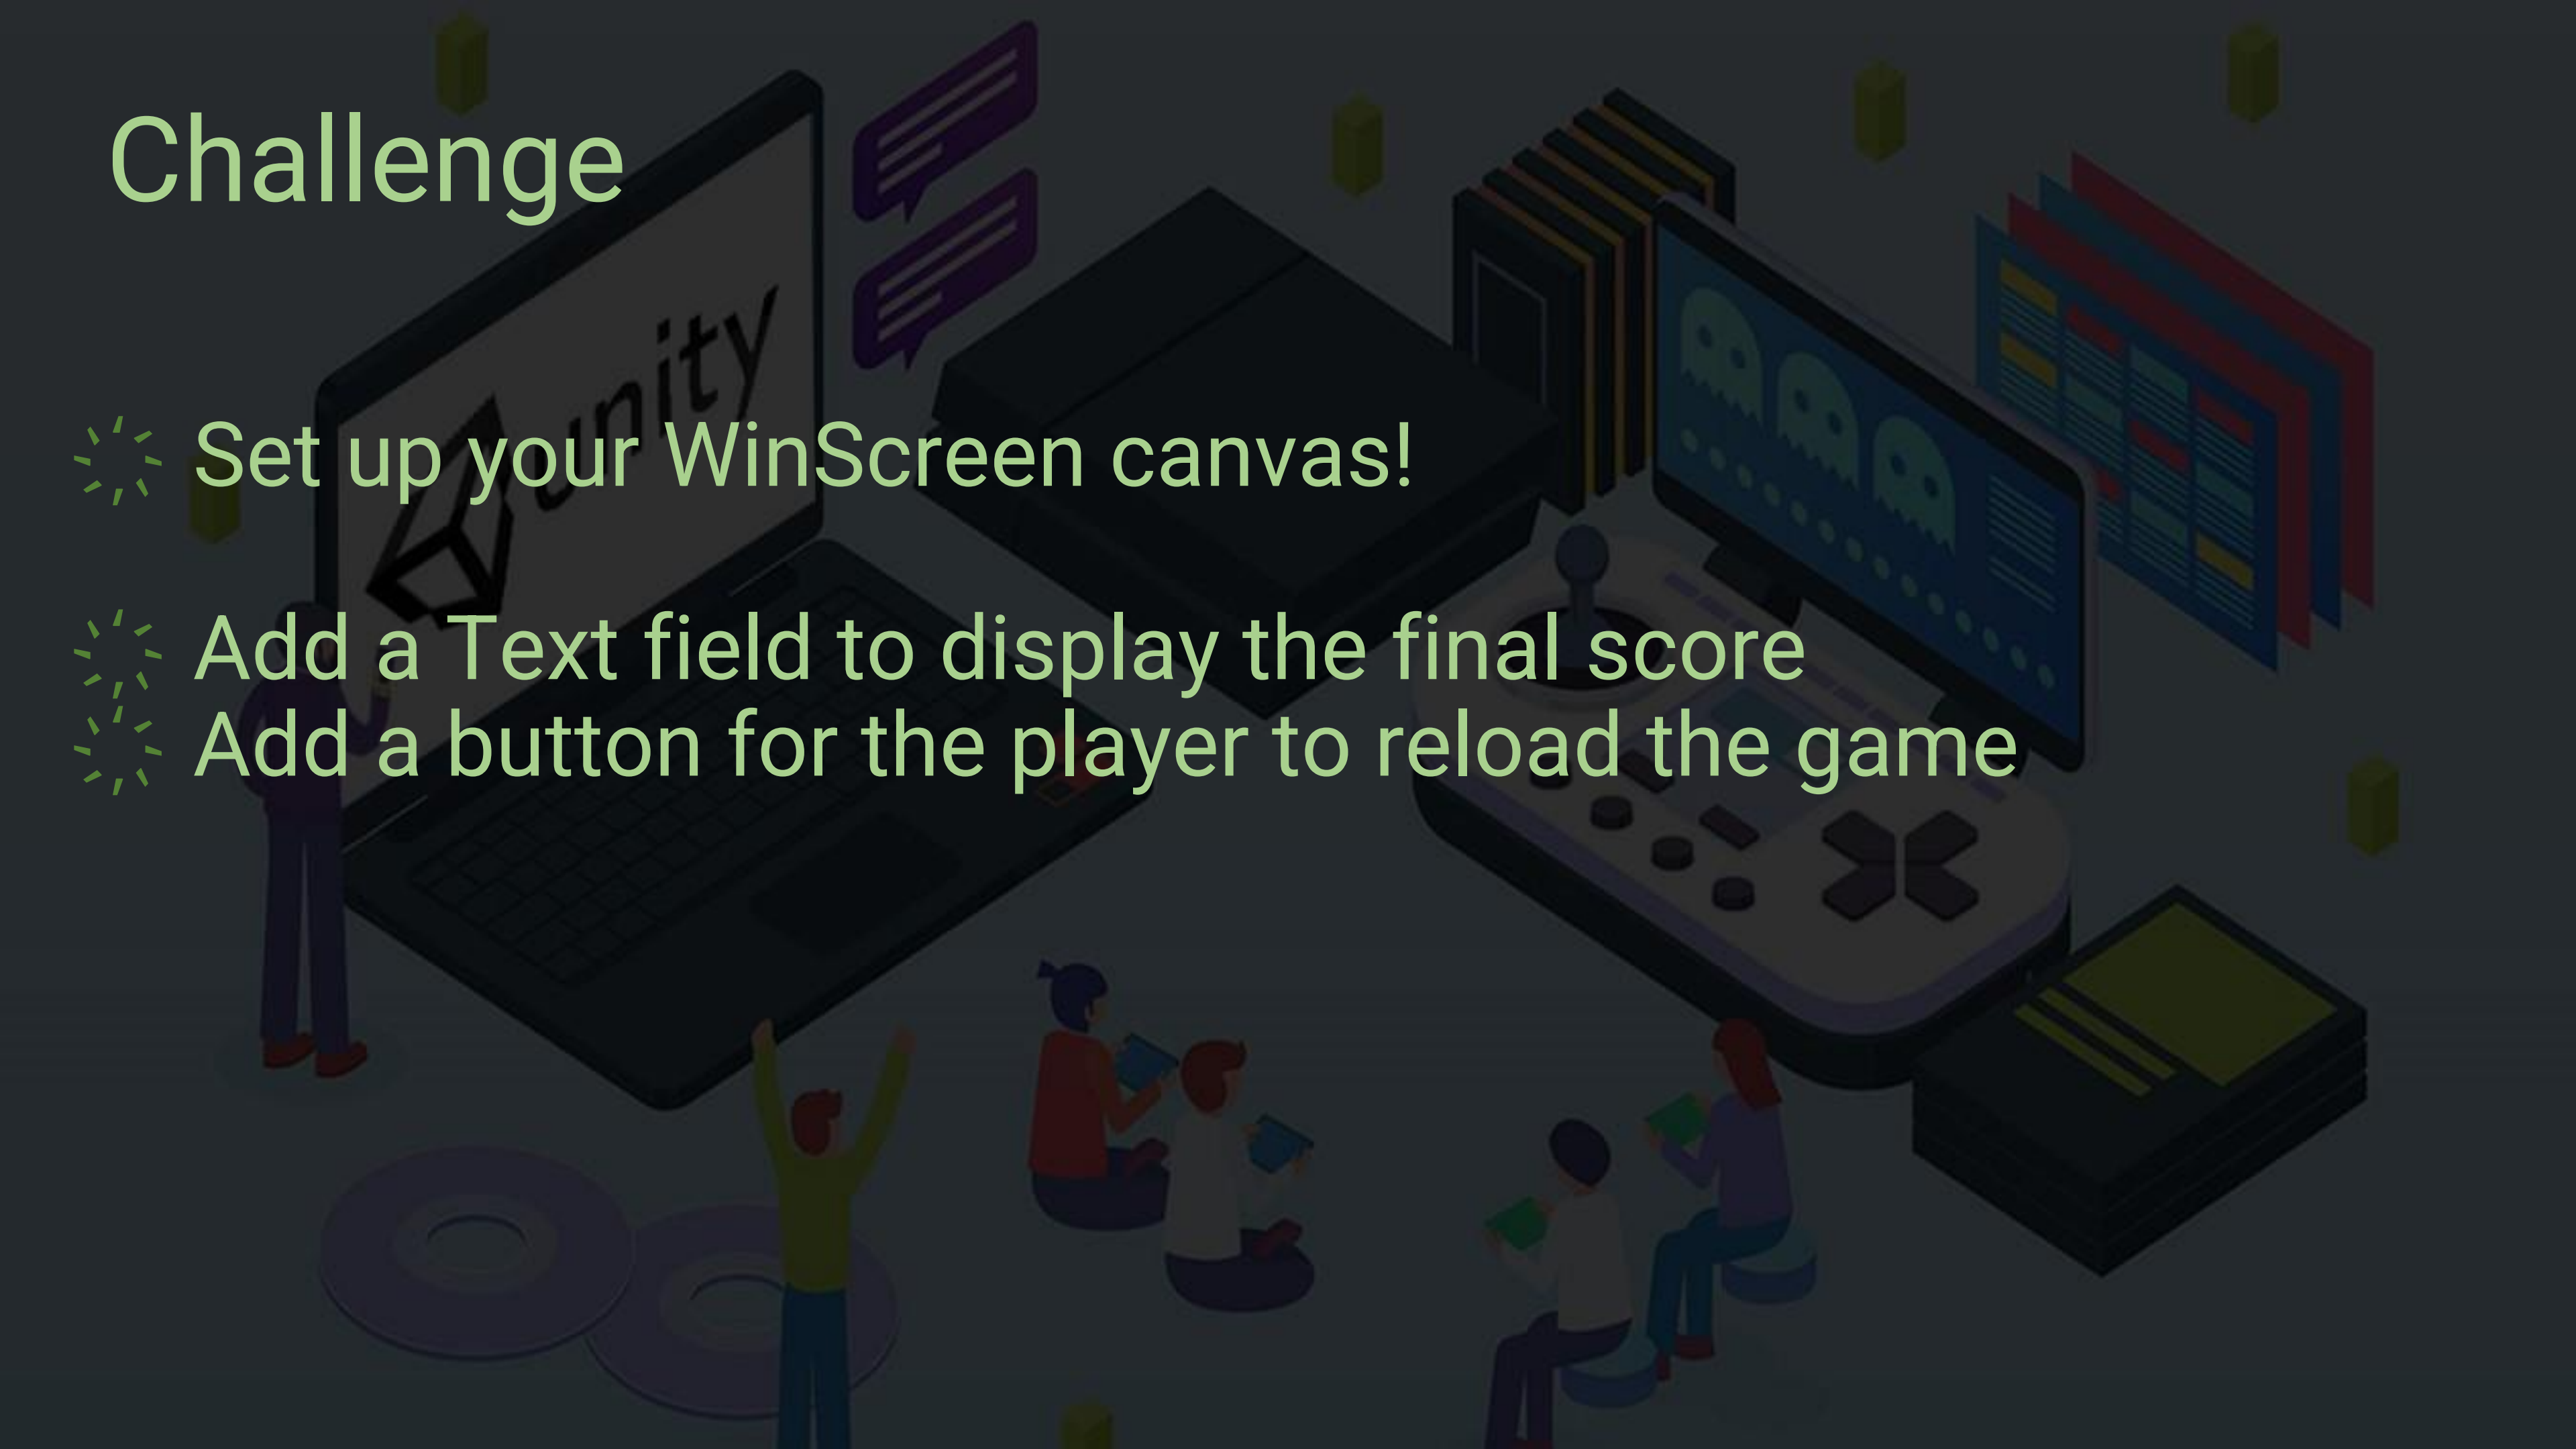 Challenge
unity
Set up your WinScreen canvas!
Add a Text field to display the final score
Add a button for the player to reload the game